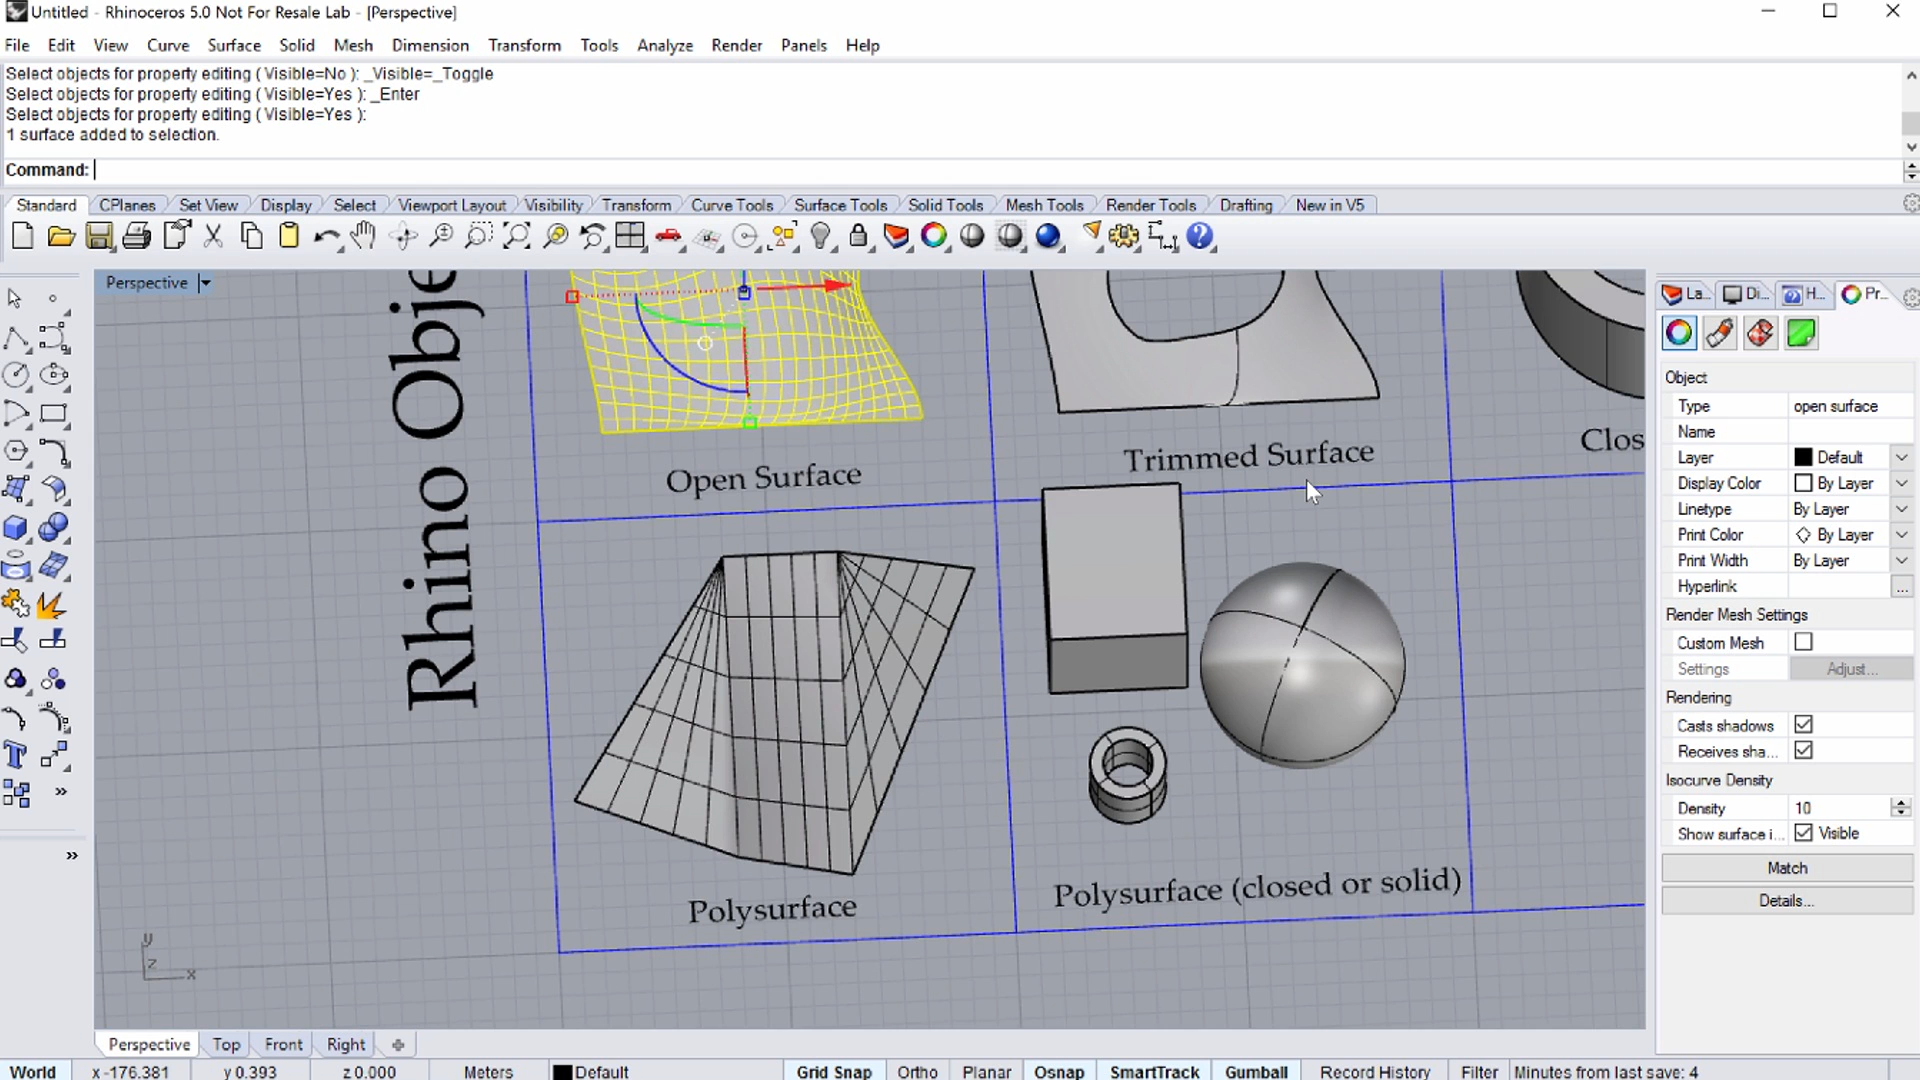 Untitled - Rhinoceros 5.0 Not For Resale Lab - [Perspective]
File Edit View Curve Surface Solid Mesh Dimension Transform Tools Analyze Render Panels Help
Select objects for property editing ( Visible=No ): _Visible=_Toggle
Select objects for property editing ( Visible=Yes ): _Enter
Select objects for property editing ( Visible=Yes ):
1 surface added to selection.
Command:
Standard CPlanes Set View Display Select Viewport Layout Visibility Transform Curve Tools Surface Tools Solid Tools Mesh Tools Render Tools Drafting New in V5
Perspective
La... Di... H... Pr...
Rhino Obje
Open Surface
Trimmed Surface
Clos
Polysurface
Polysurface (closed or solid)
y
z x
Object
Type open surface
Name
Layer Default
Display Color By Layer
Linetype By Layer
Print Color By Layer
Print Width By Layer
Hyperlink ...
Render Mesh Settings
Custom Mesh
Settings Adjust...
Rendering
Casts shadows
Receives sha...
Isocurve Density
Density 10
Show surface i... Visible
Match
Details...
Perspective Top Front Right
World x -176.381 y 0.393 z 0.000 Meters Default Grid Snap Ortho Planar Osnap SmartTrack Gumball Record History Filter Minutes from last save: 4